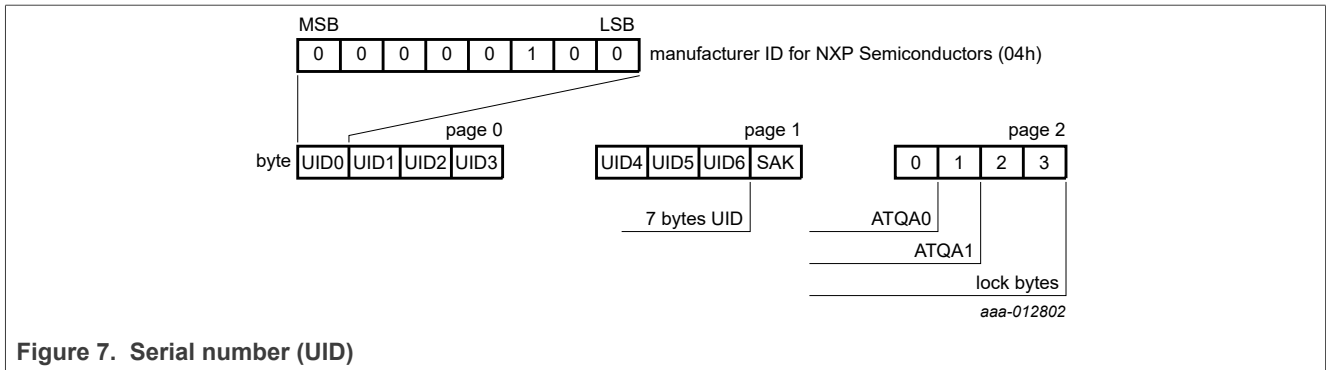 MSB LSB
0 0 0 0 0 1 0 0 manufacturer ID for NXP Semiconductors (04h)
page 0 page 1 page 2
byte UID0 UID1 UID2 UID3 UID4 UID5 UID6 SAK 0 1 2 3
7 bytes UID ATQA0
ATQA1
lock bytes
aaa-012802
Figure 7. Serial number (UID)